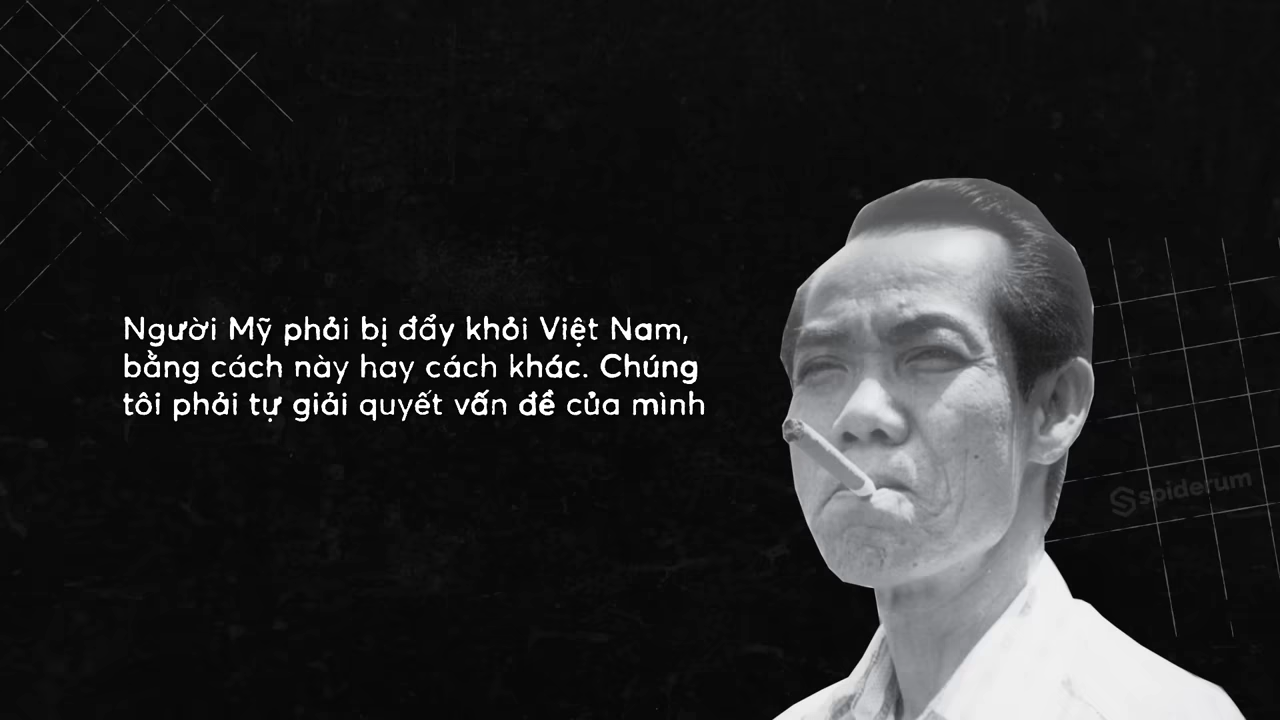 Người Mỹ phải bị đẩy khỏi Việt Nam,
bằng cách này hay cách khác. Chúng
tôi phải tự giải quyết vấn đề của mình
spiderum